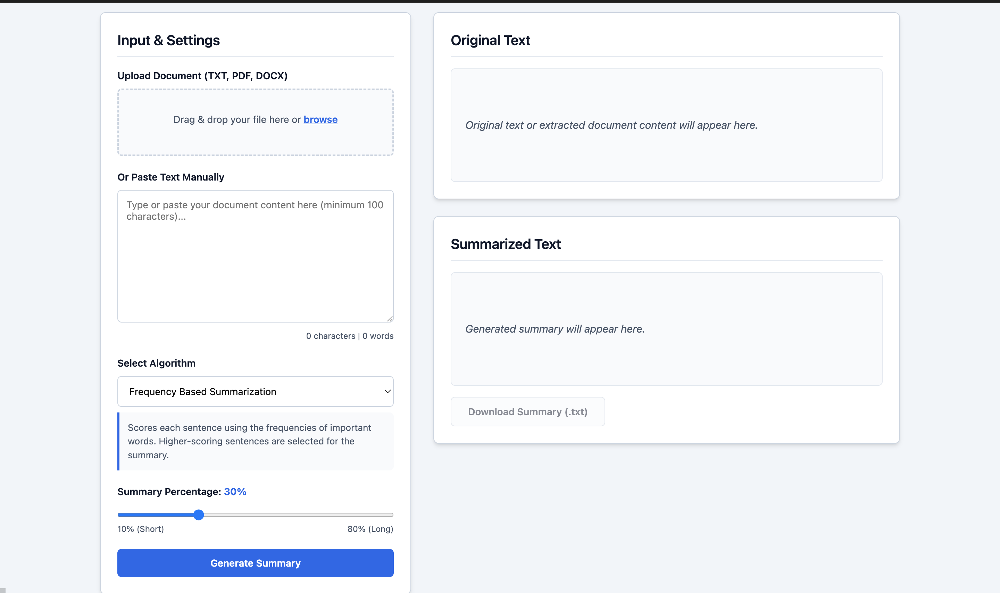 Input & Settings
Upload Document (TXT, PDF, DOCX)
Drag & drop your file here or browse
Or Paste Text Manually
Type or paste your document content here (minimum 100
characters)...
0 characters | 0 words
Select Algorithm
Frequency Based Summarization
Scores each sentence using the frequencies of important
words. Higher-scoring sentences are selected for the
summary.
Summary Percentage: 30%
10% (Short)
80% (Long)
Generate Summary
Original Text
Original text or extracted document content will appear here.
Summarized Text
Generated summary will appear here.
Download Summary (.txt)